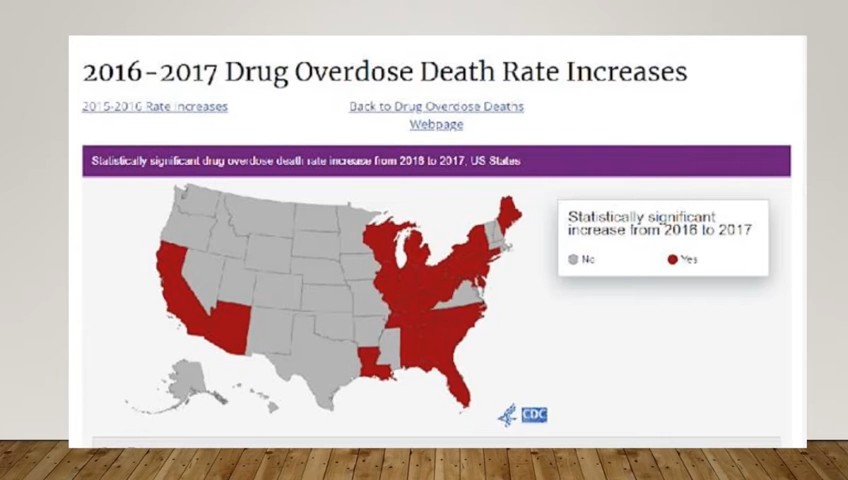 2016-2017 Drug Overdose Death Rate Increases
2015-2016 Rate Increases
Back to Drug Overdose Deaths
Webpage
Statistically significant drug overdose death rate increase from 2016 to 2017, US States
Statistically significant
increase from 2016 to 2017
No
Yes
CDC